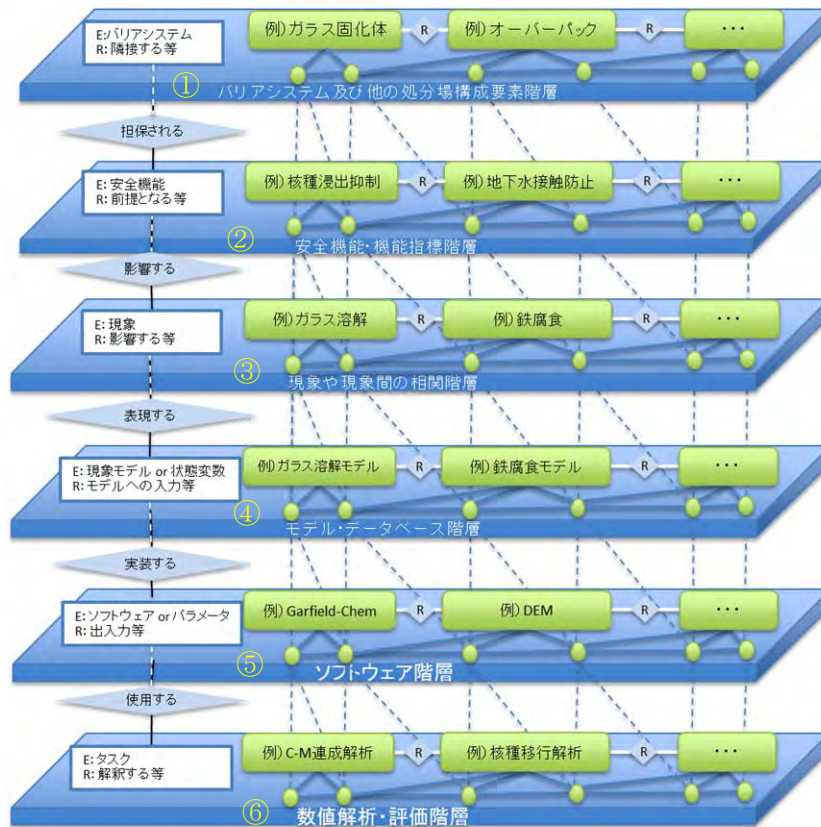 E:バリアシステム
R: 隣接する等
例)ガラス固化体
R
例)オーバーパック
R
・・・
①
バリアシステム及び他の処分場構成要素階層
担保される
E: 安全機能
R: 前提となる等
例)核種浸出抑制
R
例)地下水接触防止
R
・・・
②
安全機能・機能指標階層
影響する
E: 現象
R: 影響する等
例)ガラス溶解
R
例)鉄腐食
R
・・・
③
現象や現象間の相関階層
表現する
E: 現象モデル or 状態変数
R: モデルへの入力等
例)ガラス溶解モデル
R
例)鉄腐食モデル
R
・・・
④
モデル・データベース階層
実装する
E: ソフトウェア or パラメータ
R: 出入力等
例) Garfield-Chem
R
例) DEM
R
・・・
⑤
ソフトウェア階層
使用する
E: タスク
R: 解釈する等
例) C-M連成解析
R
例)核種移行解析
R
・・・
⑥
数値解析・評価階層